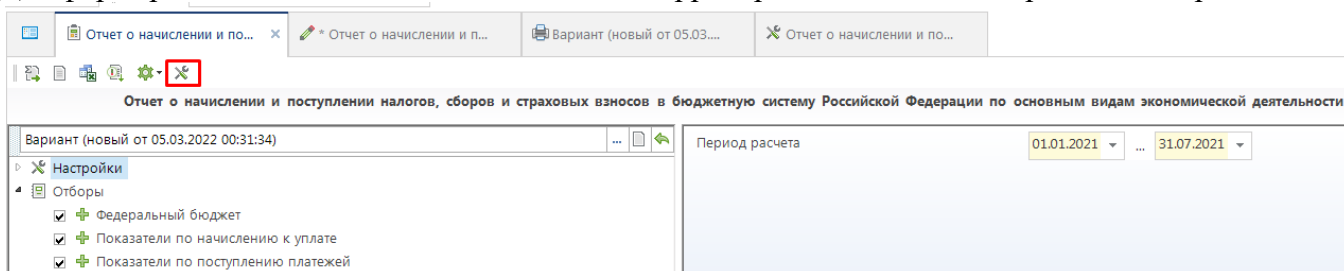 Отчет о начислении и по...
* Отчет о начислении и п...
Вариант (новый от 05.03....
Отчет о начислении и по...
Отчет о начислении и поступлении налогов, сборов и страховых взносов в бюджетную систему Российской Федерации по основным видам экономической деятельности
Вариант (новый от 05.03.2022 00:31:34) ...
Период расчета 01.01.2021 ... 31.07.2021
Настройки
Отборы
Федеральный бюджет
Показатели по начислению к уплате
Показатели по поступлению платежей